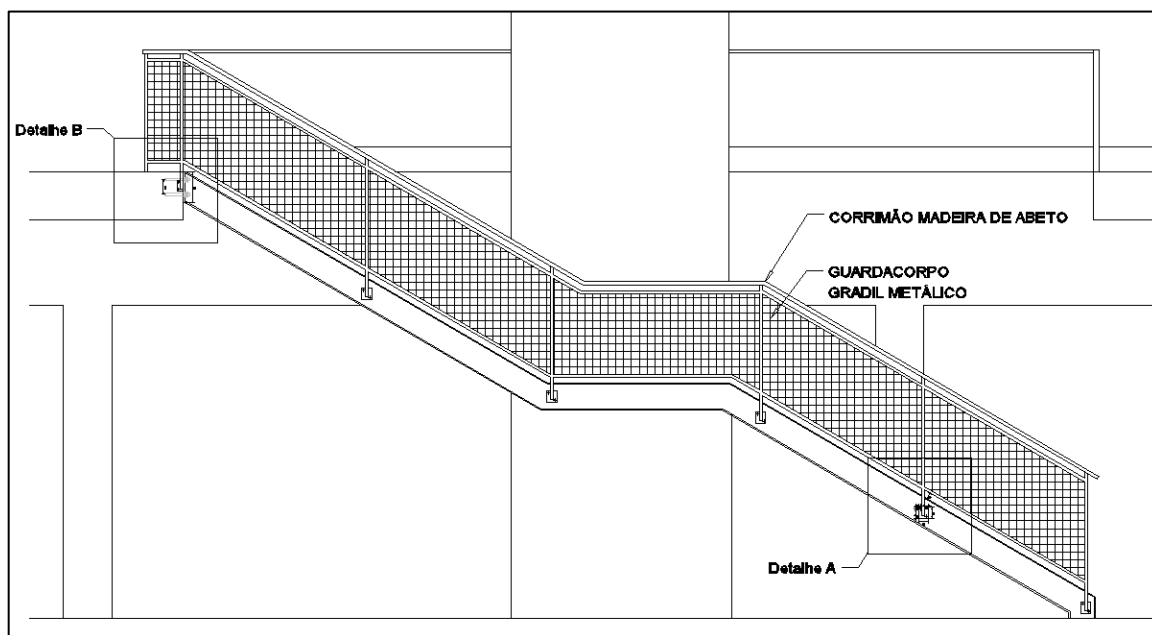 Detalhe B
CORRIMÃO MADEIRA DE ABETO
GUARDACORPO
GRADIL METÁLICO
Detalhe A